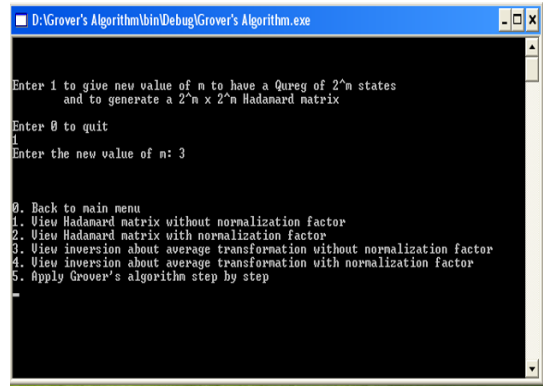 D:\Grover's Algorithm\bin\Debug\Grover's Algorithm.exe
Enter 1 to give new value of m to have a Qureg of 2^m states
and to generate a 2^m x 2^m Hadamard matrix
Enter 0 to quit
1
Enter the new value of m: 3
0. Back to main menu
1. View Hadamard matrix without normalization factor
2. View Hadamard matrix with normalization factor
3. View inversion about average transformation without normalization factor
4. View inversion about average transformation with normalization factor
5. Apply Grover's algorithm step by step